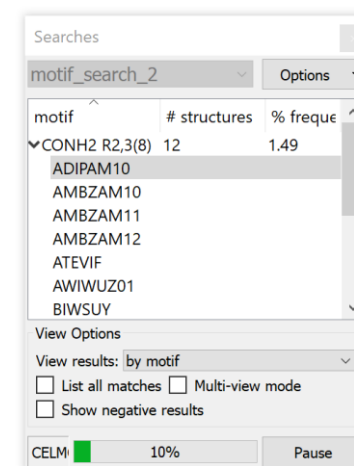 Searches
motif_search_2 Options
motif # structures % freque
CONH2 R2,3(8) 12 1.49
ADIPAM10
AMBZAM10
AMBZAM11
AMBZAM12
ATEVIF
AWIWUZ01
BIWSUY
View Options
View results: by motif
List all matches Multi-view mode
Show negative results
CELM 10% Pause